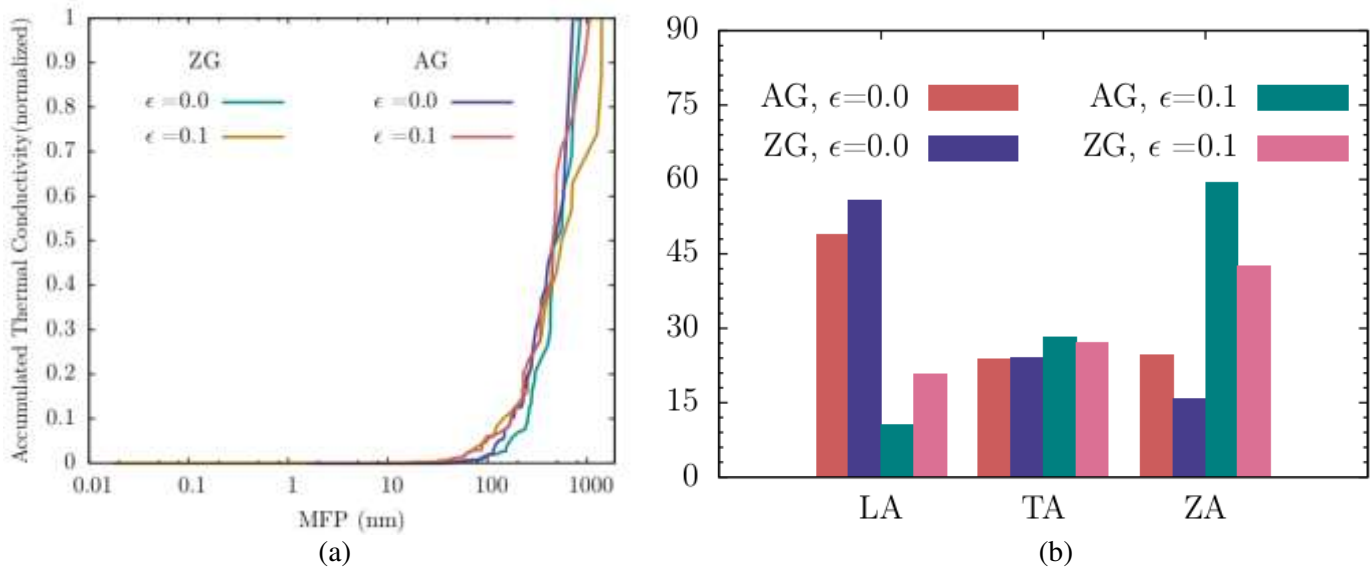 Accumulated Thermal Conductivity(normalized)
1
0.9
0.8
0.7
0.6
0.5
0.4
0.3
0.2
0.1
0
ZG AG
ϵ =0.0 ϵ =0.0
ϵ =0.1 ϵ =0.1
0.01 0.1 1 10 100 1000
MFP (nm)
(a)
90
75
60
45
30
15
0
AG, ϵ=0.0 AG, ϵ=0.1
ZG, ϵ=0.0 ZG, ϵ =0.1
LA TA ZA
(b)